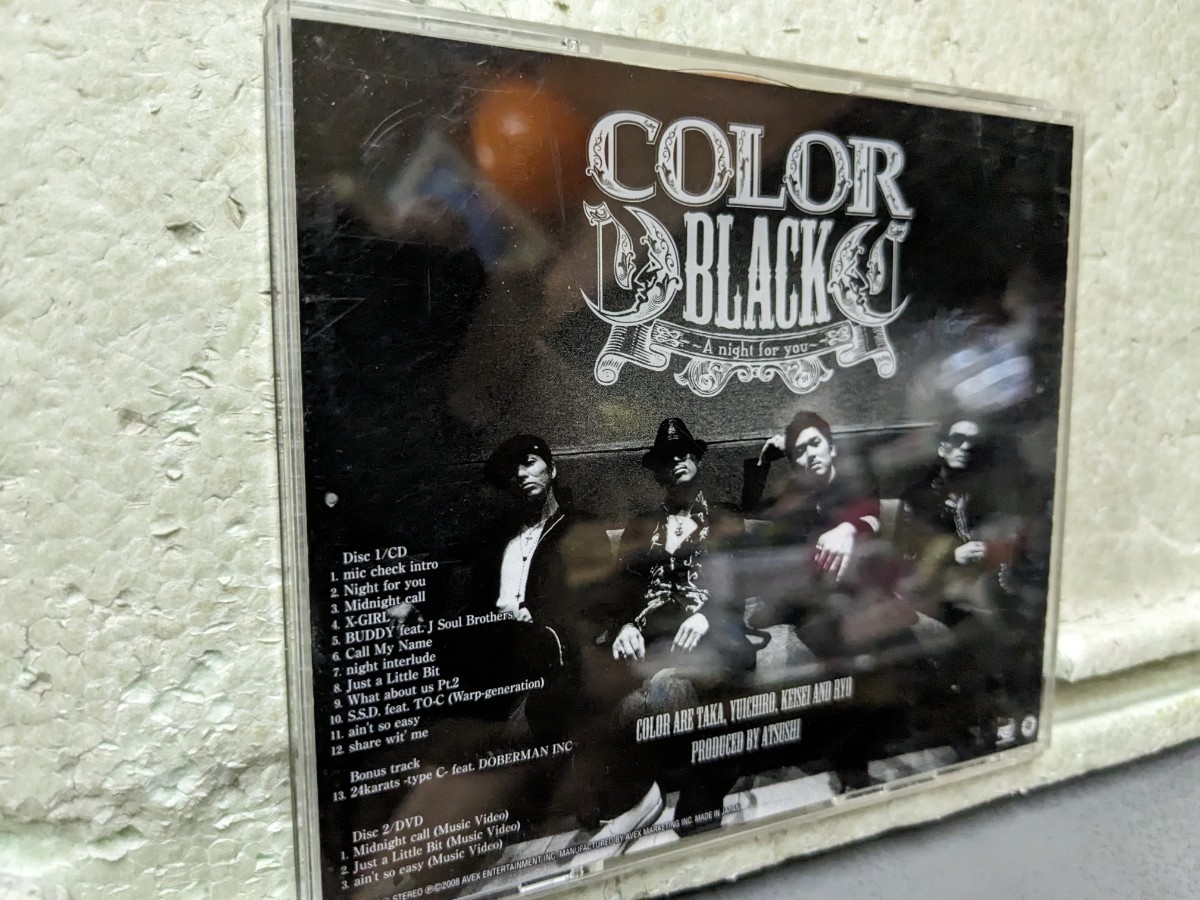 COLOR
BLACK
~A night for you~
Disc 1/CD
1. mic check intro
2. Night for you
3. Midnight call
4. X-GIRL
5. BUDDY feat. J Soul Brothers
6. Call My Name
7. night interlude
8. Just a Little Bit
9. What about us Pt.2
10. S.S.D. feat. TO-C (Warp-generation)
11. ain't so easy
12. share wit' me
Bonus track
13. 24karats -type C- feat. DOBERMAN INC
Disc 2/DVD
1. Midnight call (Music Video)
2. Just a Little Bit (Music Video)
3. ain't so easy (Music Video)
COLOR ARE TAKA, YUICHIRO, KEISEI AND RYO
PRODUCED BY ATSUSHI
STEREO ℗©2008 AVEX ENTERTAINMENT INC. MANUFACTURED BY AVEX MARKETING INC. MADE IN JAPAN.